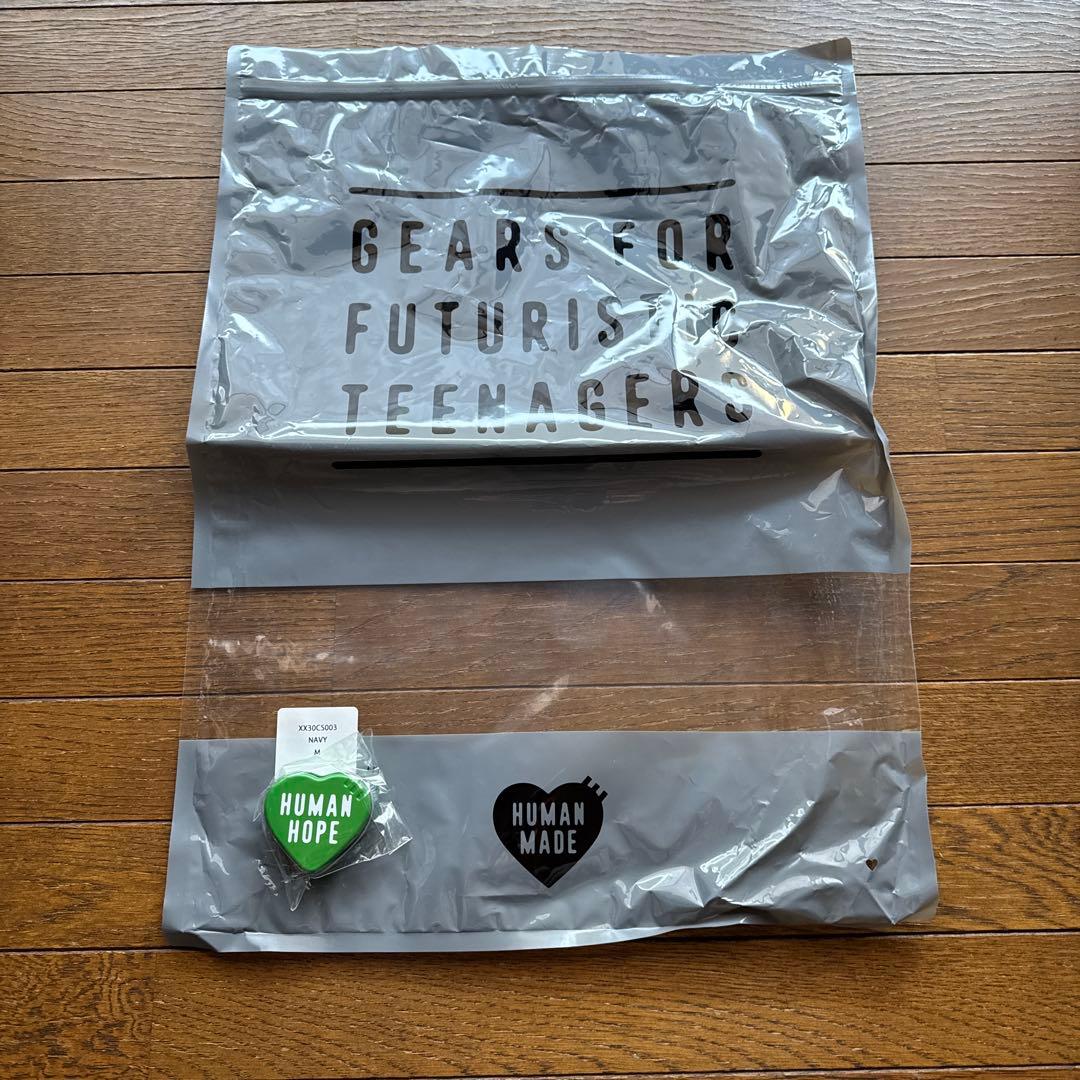 GEARS FOR
FUTURISTIC
TEENAGERS
XX30CS003
NAVY
M
HUMAN
HOPE
HUMAN
MADE